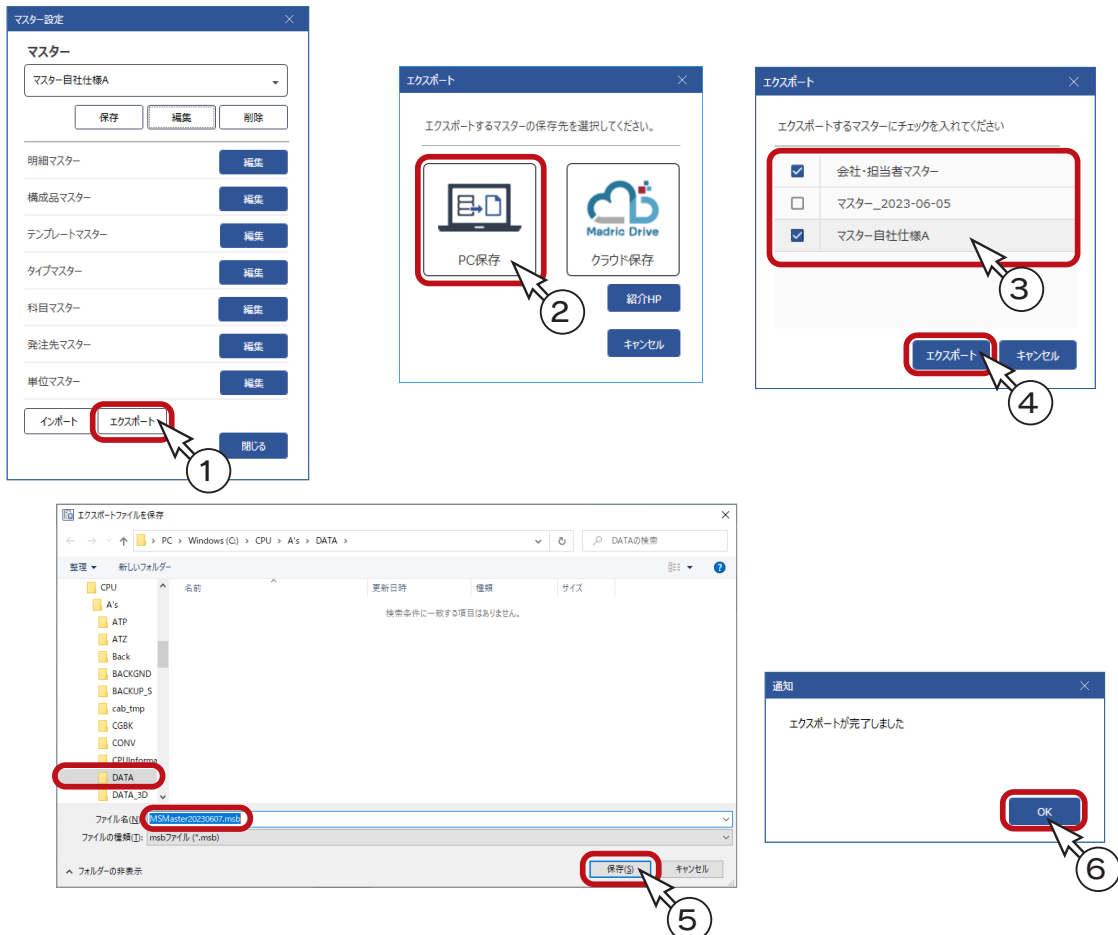 マスター設定
マスター
マスター自社仕様A
保存 編集 削除
明細マスター 編集
構成品マスター 編集
テンプレートマスター 編集
タイプマスター 編集
科目マスター 編集
発注先マスター 編集
単位マスター 編集
インポート エクスポート
閉じる
1
エクスポート
エクスポートするマスターの保存先を選択してください。
Madric Drive
PC保存 クラウド保存
2
紹介HP
キャンセル
エクスポート
エクスポートするマスターにチェックを入れてください
会社・担当者マスター
マスター_2023-06-05
マスター自社仕様A
3
エクスポート キャンセル
4
エクスポートファイルを保存
PC › Windows (C:) › CPU › A's › DATA › DATAの検索
整理 新しいフォルダー
名前 更新日時 種類 サイズ
検索条件に一致する項目はありません。
CPU
A's
ATP
ATZ
Back
BACKGND
BACKUP_S
cab_tmp
CGBK
CONV
CPUInforma
DATA
DATA_3D
ファイル名(N): MSMaster20230607.msb
ファイルの種類(T): msbファイル (*.msb)
フォルダーの非表示 保存(S) キャンセル
5
通知
エクスポートが完了しました
OK
6